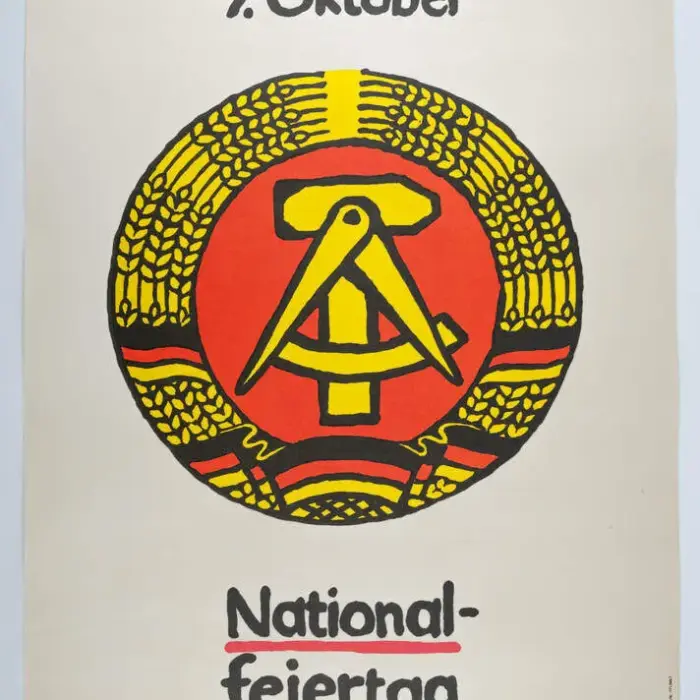 7. Oktober
National-
feiertag